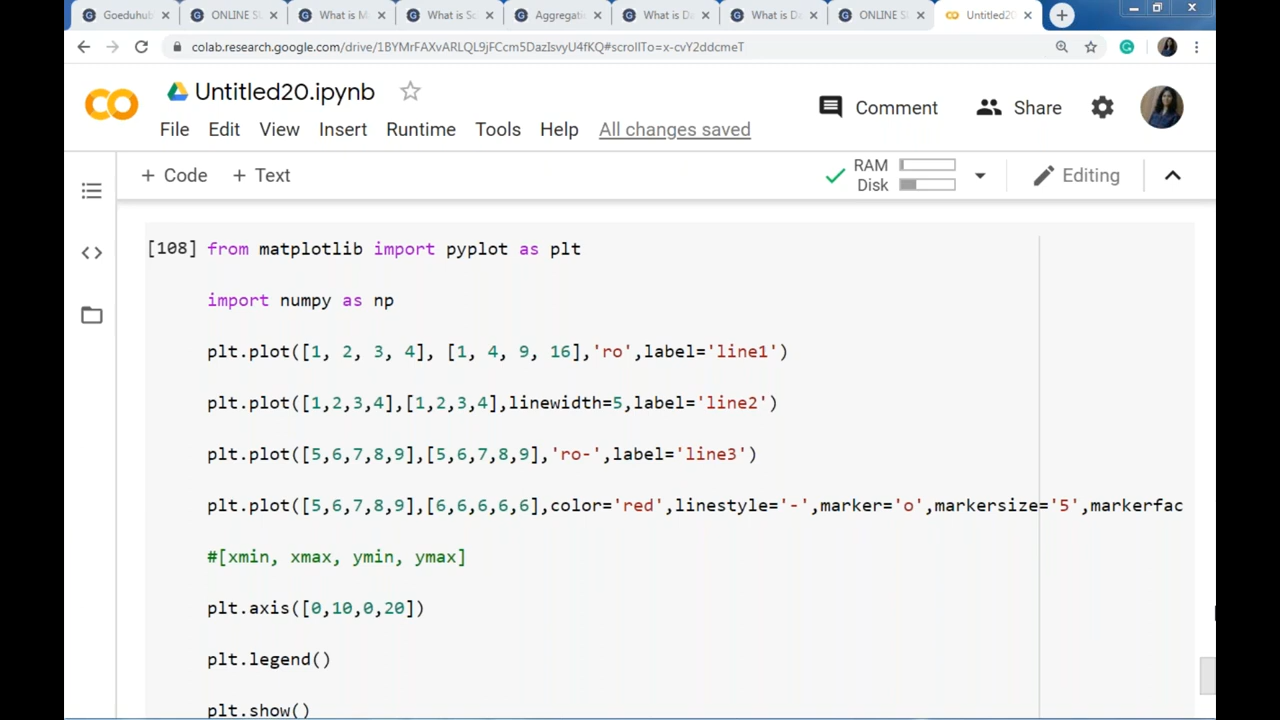 Goeduhub
ONLINE SU
What is M
What is Sc
Aggregati
What is Da
What is De
ONLINE SU
Untitled20
colab.research.google.com/drive/1BYMrFAXvARLQL9jFCcm5DazIsvyU4fKQ#scrollTo=x-cvY2ddcmeT
Untitled20.ipynb
Comment
Share
File Edit View Insert Runtime Tools Help All changes saved
+ Code + Text
RAM
Disk
Editing
[108] from matplotlib import pyplot as plt
import numpy as np
plt.plot([1, 2, 3, 4], [1, 4, 9, 16],'ro',label='line1')
plt.plot([1,2,3,4],[1,2,3,4],linewidth=5,label='line2')
plt.plot([5,6,7,8,9],[5,6,7,8,9],'ro-',label='line3')
plt.plot([5,6,7,8,9],[6,6,6,6,6],color='red',linestyle='-',marker='o',markersize='5',markerfac
#[xmin, xmax, ymin, ymax]
plt.axis([0,10,0,20])
plt.legend()
plt.show()